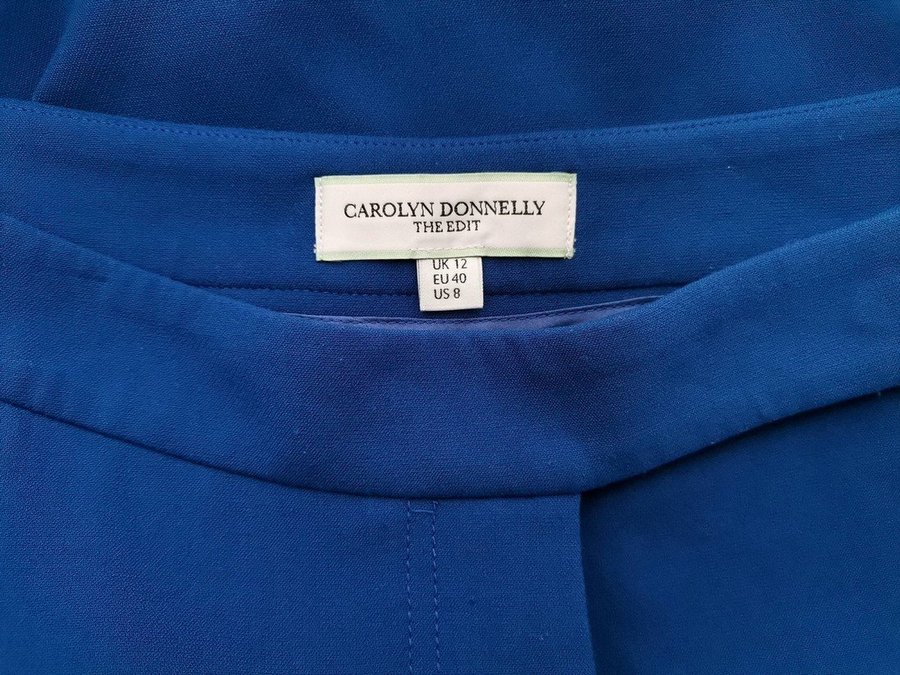 CAROLYN DONNELLY
THE EDIT
UK 12
EU 40
US 8